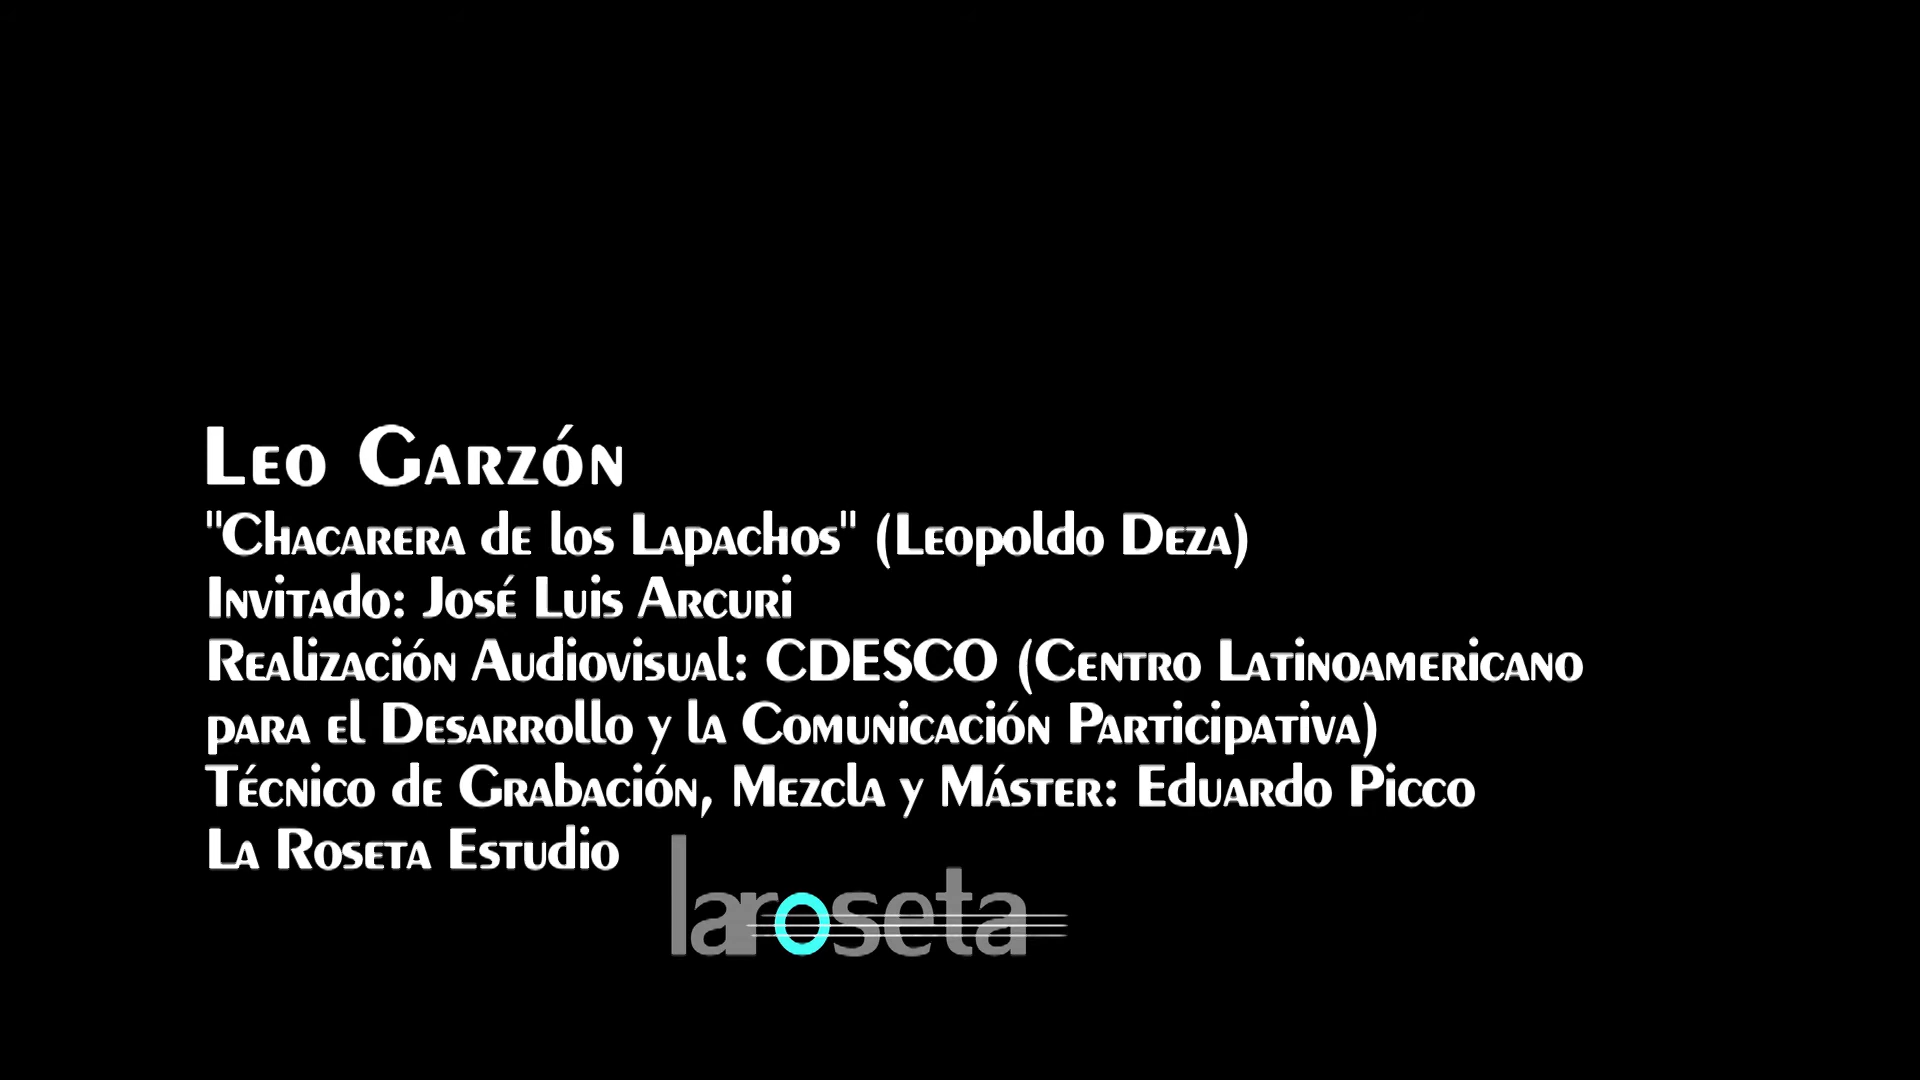 Leo Garzón
"Chacarera de los Lapachos" (Leopoldo Deza)
Invitado: José Luis Arcuri
Realización Audiovisual: CDESCO (Centro Latinoamericano
para el Desarrollo y la Comunicación Participativa)
Técnico de Grabación, Mezcla y Máster: Eduardo Picco
La Roseta Estudio
laroseta